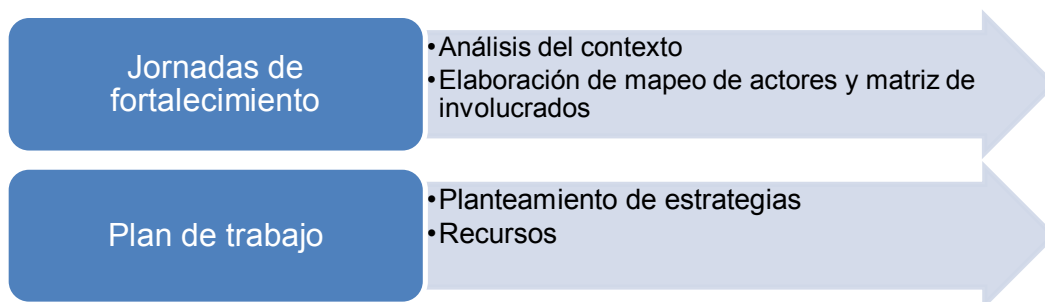 Jornadas de
fortalecimiento
•Análisis del contexto
•Elaboración de mapeo de actores y matriz de
involucrados
Plan de trabajo
•Planteamiento de estrategias
•Recursos